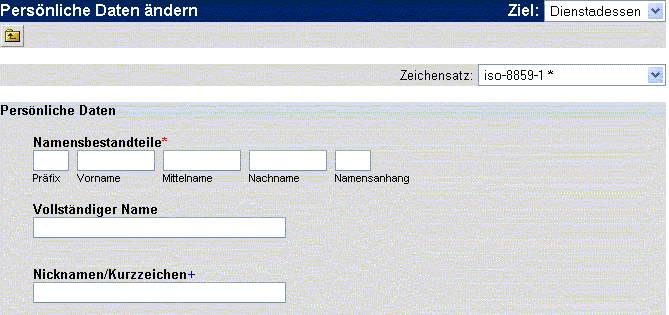 Persönliche Daten ändern Ziel: Dienstadessen
Zeichensatz: iso-8859-1 *
Persönliche Daten
Namensbestandteile*
Präfix Vorname Mittelname Nachname Namensanhang
Vollständiger Name
Nicknamen/Kurzzeichen+